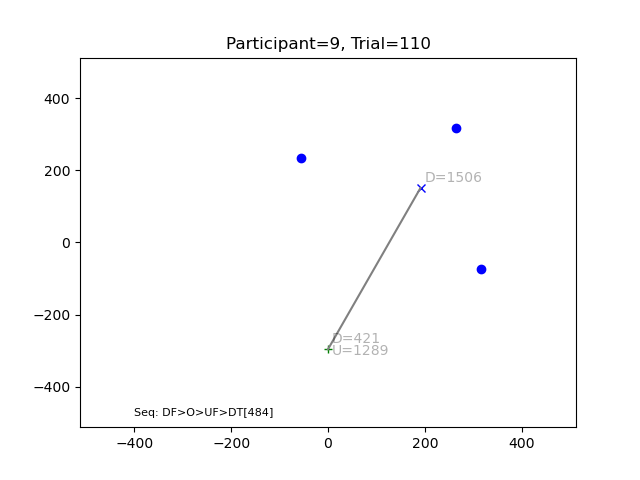 Participant=9, Trial=110
400
200
0
−200
−400
D=1506
D=421
U=1289
Seq: DF>O>UF>DT[484]
−400 −200 0 200 400